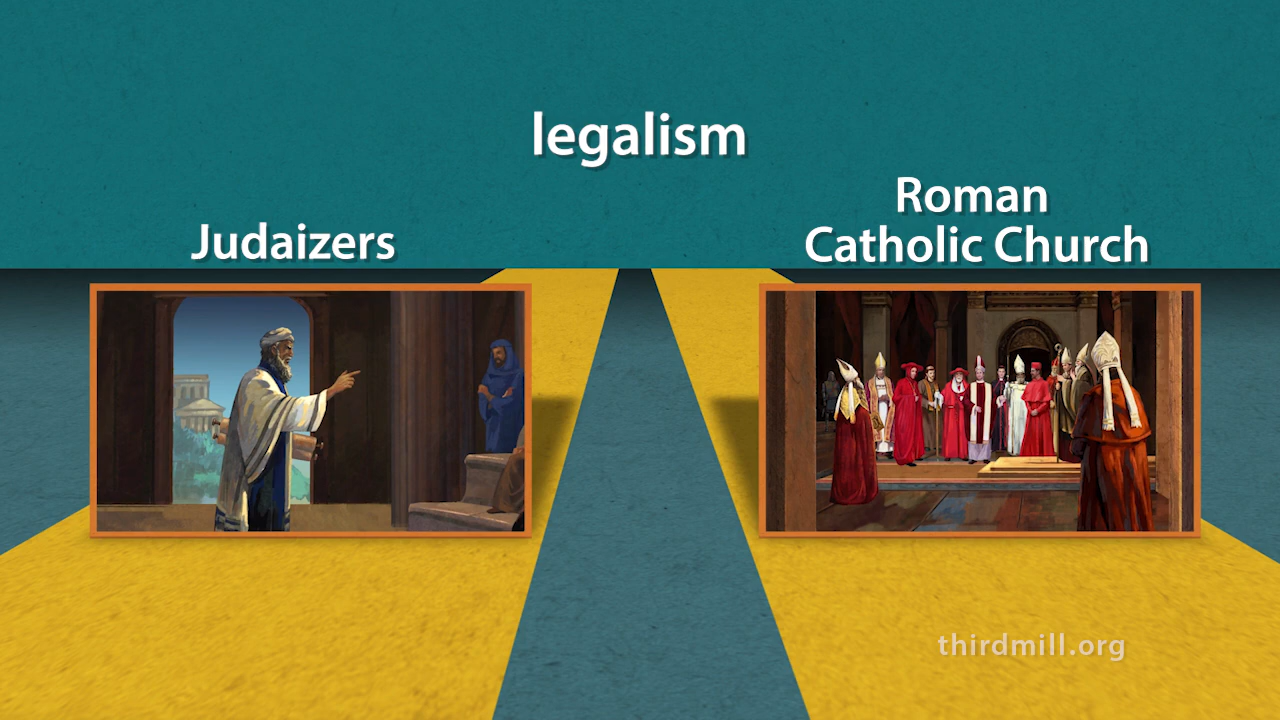 legalism
Judaizers
Roman
Catholic Church
thirdmill.org